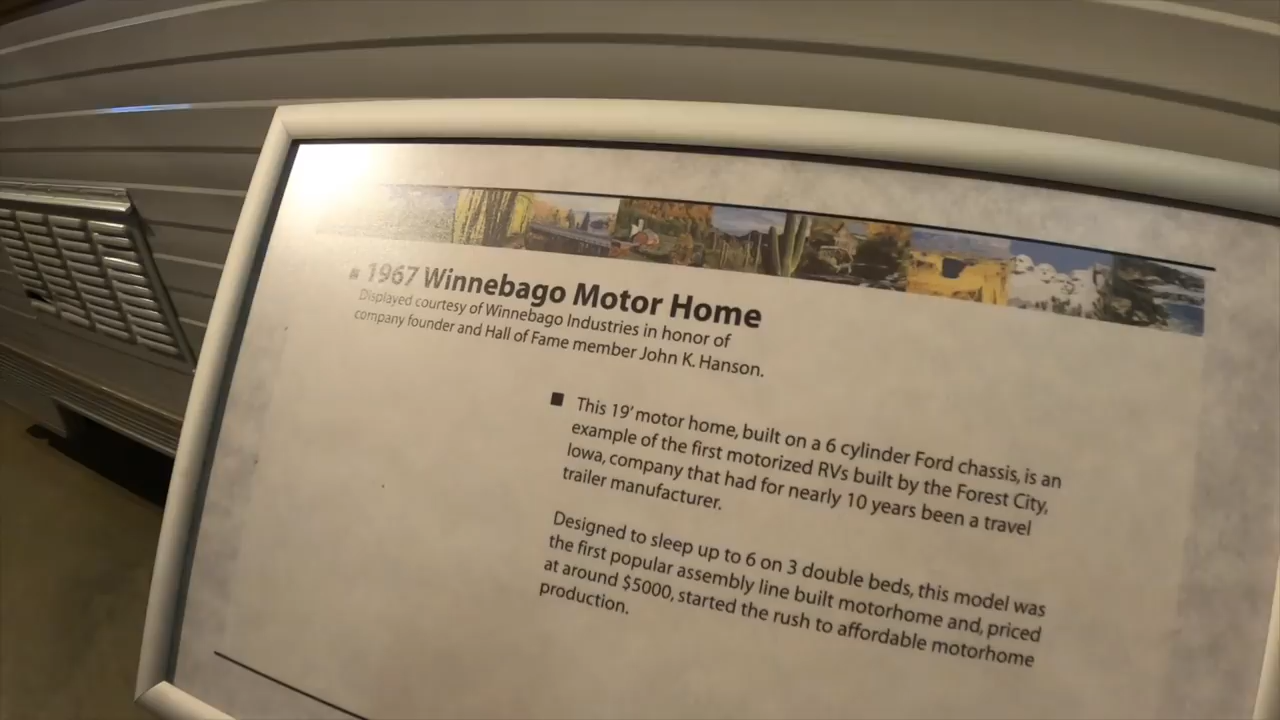 1967 Winnebago Motor Home
Displayed courtesy of Winnebago Industries in honor of
company founder and Hall of Fame member John K. Hanson.
This 19' motor home, built on a 6 cylinder Ford chassis, is an
example of the first motorized RVs built by the Forest City,
Iowa, company that had for nearly 10 years been a travel
trailer manufacturer.
Designed to sleep up to 6 on 3 double beds, this model was
the first popular assembly line built motorhome and, priced
at around $5000, started the rush to affordable motorhome
production.